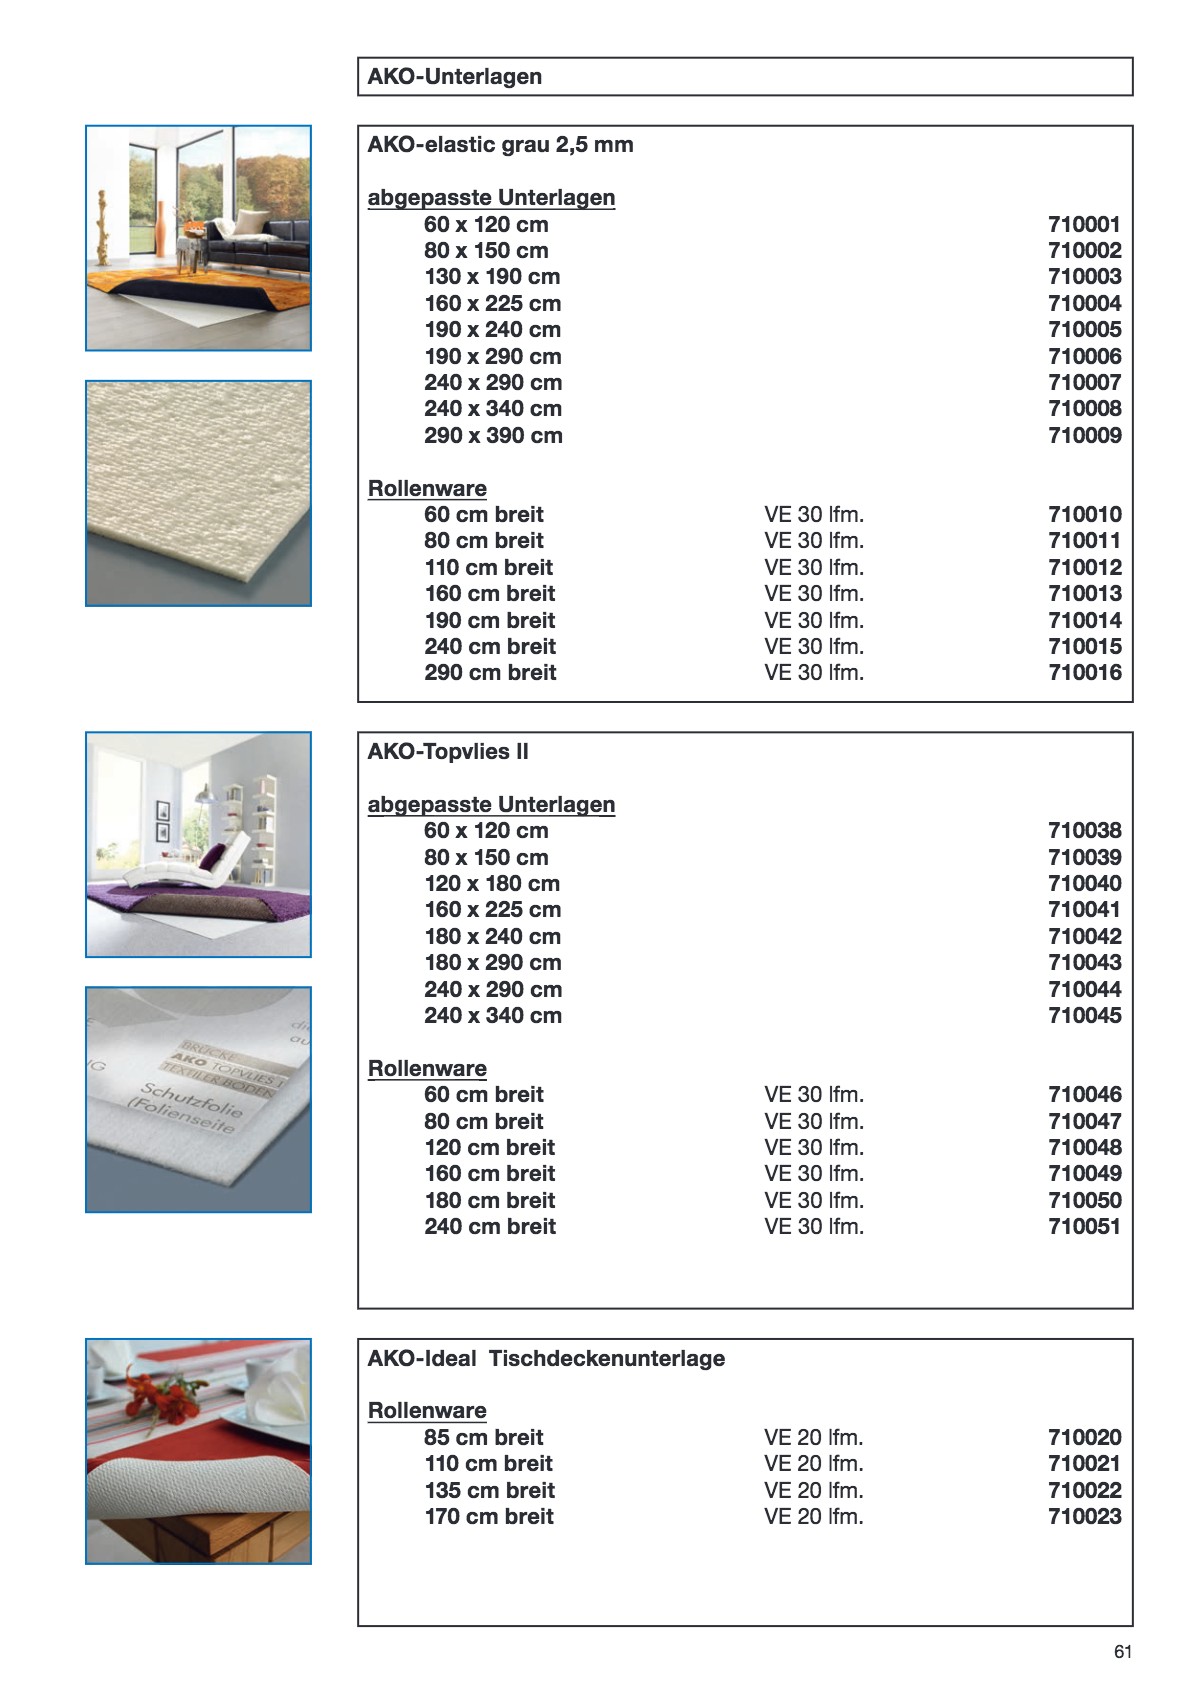 AKO-Unterlagen
AKO-elastic grau 2,5 mm
abgepasste Unterlagen
60 x 120 cm 710001
80 x 150 cm 710002
130 x 190 cm 710003
160 x 225 cm 710004
190 x 240 cm 710005
190 x 290 cm 710006
240 x 290 cm 710007
240 x 340 cm 710008
290 x 390 cm 710009
Rollenware
60 cm breit VE 30 lfm. 710010
80 cm breit VE 30 lfm. 710011
110 cm breit VE 30 lfm. 710012
160 cm breit VE 30 lfm. 710013
190 cm breit VE 30 lfm. 710014
240 cm breit VE 30 lfm. 710015
290 cm breit VE 30 lfm. 710016
AKO-Topvlies II
abgepasste Unterlagen
60 x 120 cm 710038
80 x 150 cm 710039
120 x 180 cm 710040
160 x 225 cm 710041
180 x 240 cm 710042
180 x 290 cm 710043
240 x 290 cm 710044
240 x 340 cm 710045
BRÜCKE
AKO TOPVLIES I
TEXTILER BODEN
Schutzfolie
(Folienseite
Rollenware
60 cm breit VE 30 lfm. 710046
80 cm breit VE 30 lfm. 710047
120 cm breit VE 30 lfm. 710048
160 cm breit VE 30 lfm. 710049
180 cm breit VE 30 lfm. 710050
240 cm breit VE 30 lfm. 710051
AKO-Ideal Tischdeckenunterlage
Rollenware
85 cm breit VE 20 lfm. 710020
110 cm breit VE 20 lfm. 710021
135 cm breit VE 20 lfm. 710022
170 cm breit VE 20 lfm. 710023
61